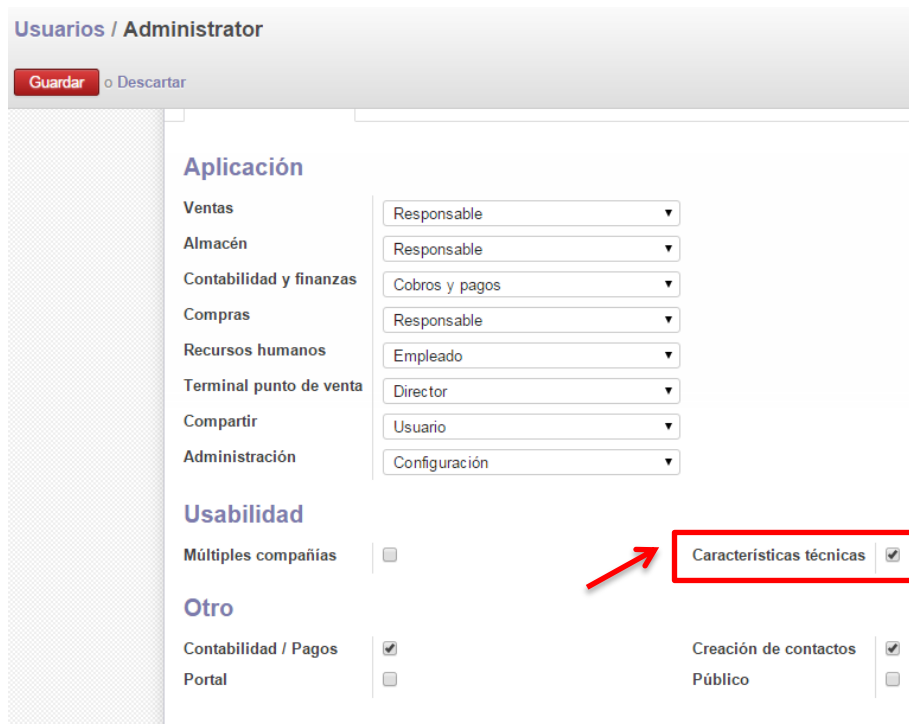 Usuarios / Administrator
Guardar o Descartar
Aplicación
Ventas Responsable
Almacén Responsable
Contabilidad y finanzas Cobros y pagos
Compras Responsable
Recursos humanos Empleado
Terminal punto de venta Director
Compartir Usuario
Administración Configuración
Usabilidad
Múltiples compañías Características técnicas
Otro
Contabilidad / Pagos Creación de contactos
Portal Público